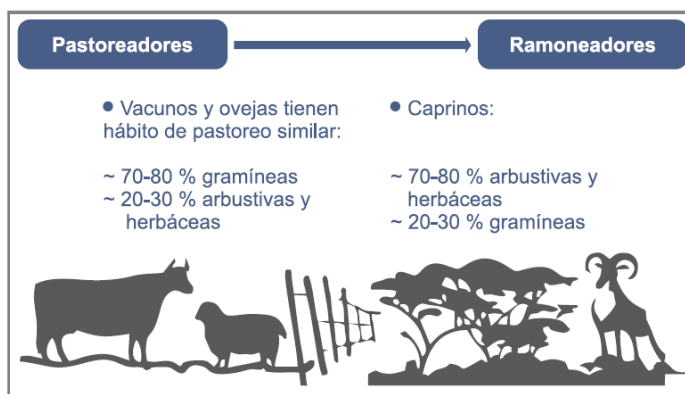 Pastoreadores
Ramoneadores
● Vacunos y ovejas tienen
hábito de pastoreo similar:
~ 70-80 % gramíneas
~ 20-30 % arbustivas y
herbáceas
● Caprinos:
~ 70-80 % arbustivas y
herbáceas
~ 20-30 % gramíneas